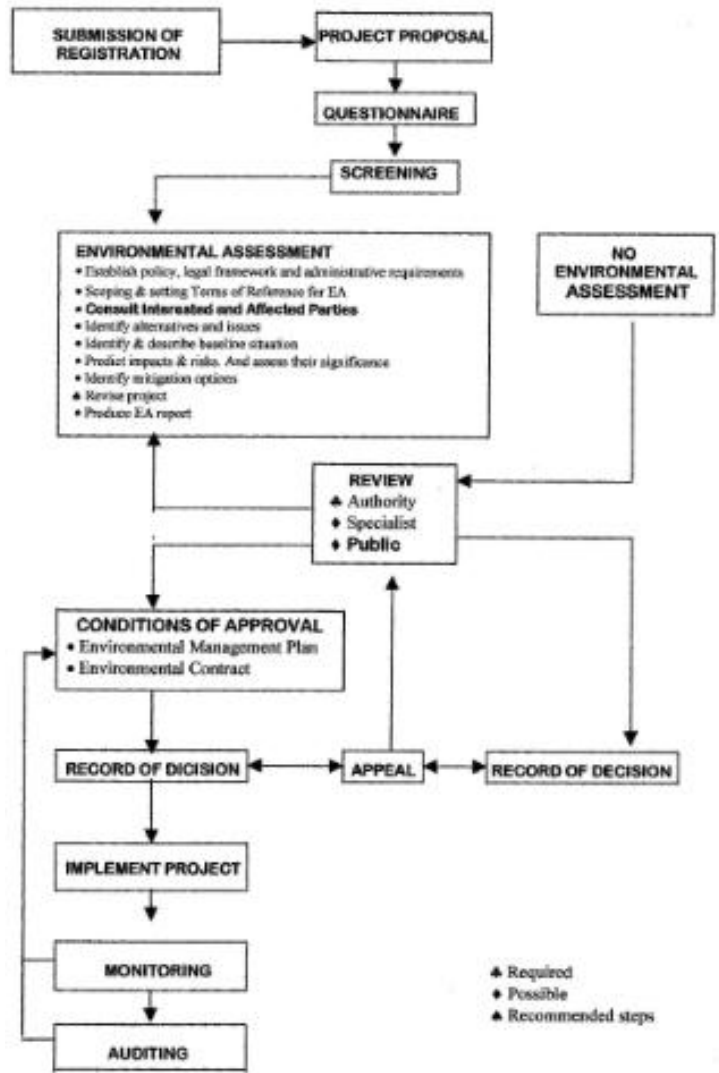 SUBMISSION OF
REGISTRATION
PROJECT PROPOSAL
QUESTIONNAIRE
SCREENING
ENVIRONMENTAL ASSESSMENT
• Establish policy, legal framework and administrative requirements
• Scoping & setting Terms of Reference for EA
• Consult Interested and Affected Parties
• Identify alternatives and issues
• Identify & describe baseline situation
• Predict impacts & risks. And assess their significance
• Identify mitigation options
♠ Revise project
• Produce EA report
NO
ENVIRONMENTAL
ASSESSMENT
REVIEW
♣ Authority
♦ Specialist
♦ Public
CONDITIONS OF APPROVAL
• Environmental Management Plan
• Environmental Contract
RECORD OF DICISION
APPEAL
RECORD OF DECISION
IMPLEMENT PROJECT
MONITORING
AUDITING
♣ Required
♦ Possible
♠ Recommended steps